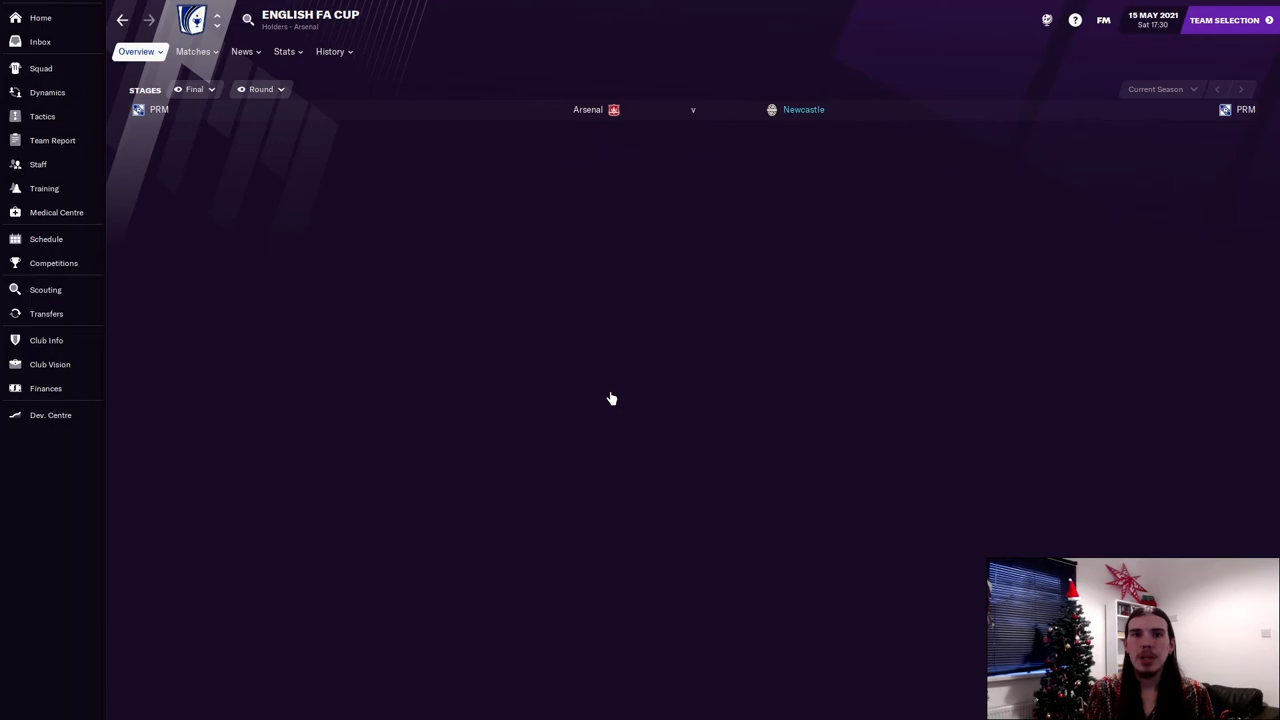 Home
Inbox
Squad
Dynamics
Tactics
Team Report
Staff
Training
Medical Centre
Schedule
Competitions
Scouting
Transfers
Club Info
Club Vision
Finances
Dev. Centre
ENGLISH FA CUP
Holders - Arsenal
FM
15 MAY 2021
Sat 17:30
TEAM SELECTION
Overview Matches News Stats History
STAGES Final Round Current Season
PRM Arsenal v Newcastle PRM